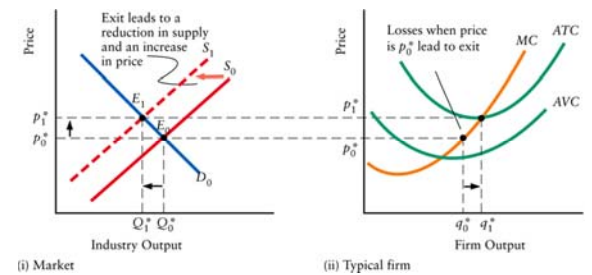 Exit leads to a
reduction in supply
and an increase
in price
Price
S₁
S₀
E₁
E₀
p₁*
p₀*
D₀
Q₁* Q₀*
Industry Output
(i) Market
Losses when price
is p₀* lead to exit
Price
MC
ATC
AVC
p₁*
p₀*
q₀* q₁*
Firm Output
(ii) Typical firm